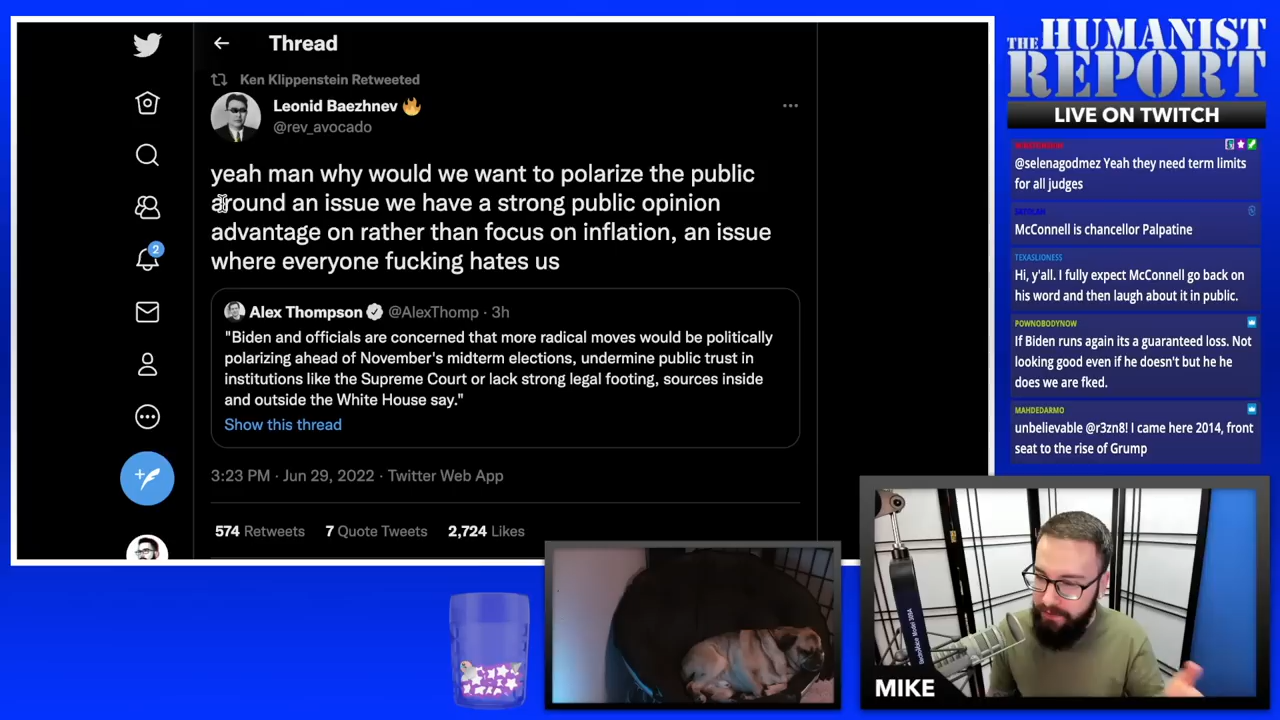 Thread
Ken Klippenstein Retweeted
Leonid Baezhnev 🔥
@rev_avocado
yeah man why would we want to polarize the public
around an issue we have a strong public opinion
advantage on rather than focus on inflation, an issue
where everyone fucking hates us
Alex Thompson @AlexThomp · 3h
"Biden and officials are concerned that more radical moves would be politically
polarizing ahead of November's midterm elections, undermine public trust in
institutions like the Supreme Court or lack strong legal footing, sources inside
and outside the White House say."
Show this thread
3:23 PM · Jun 29, 2022 · Twitter Web App
574 Retweets 7 Quote Tweets 2,724 Likes
2
THE HUMANIST
REPORT
LIVE ON TWITCH
@selenagodmez Yeah they need term limits
for all judges
McConnell is chancellor Palpatine
TEXASLIONESS
Hi, y'all. I fully expect McConnell go back on
his word and then laugh about it in public.
POWNOBODYNOW
If Biden runs again its a guaranteed loss. Not
looking good even if he doesn't but he he
does we are fked.
MAHDEDARMO
unbelievable @r3zn8! I came here 2014, front
seat to the rise of Grump
MIKE